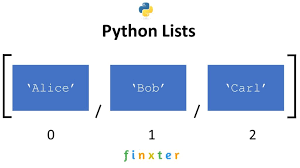 Python Lists
[ ‘Alice’ / ‘Bob’ / ‘Carl’ ]
0 1 2
finxter